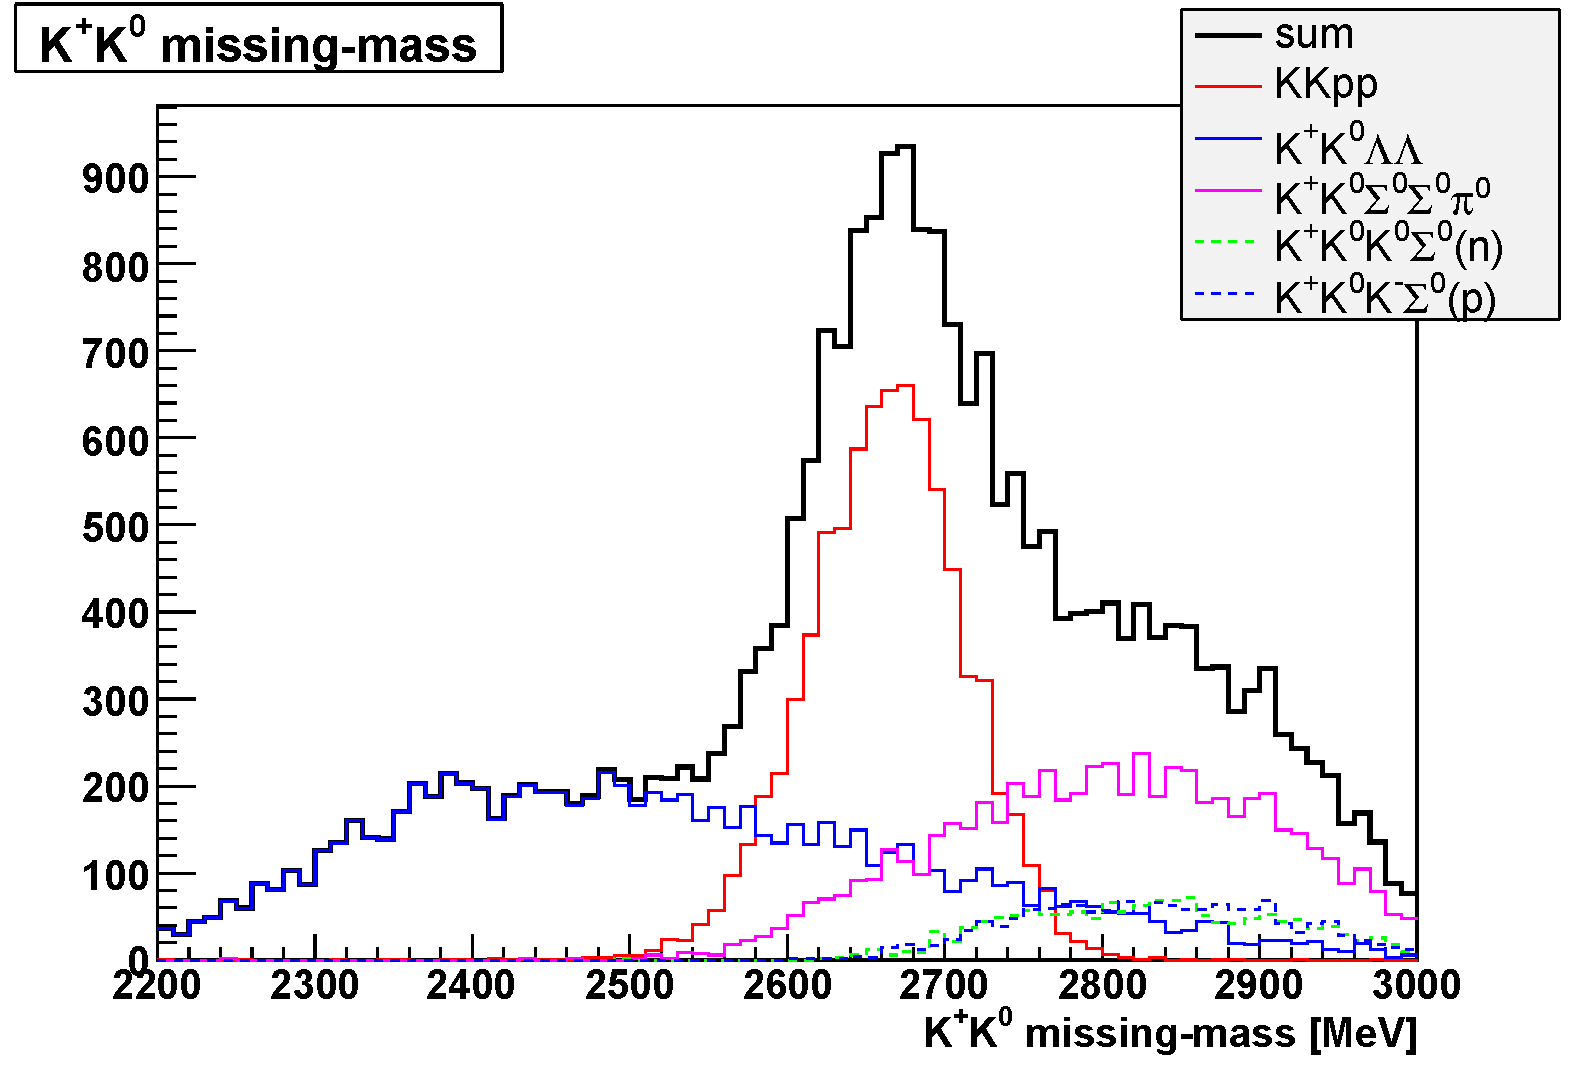 K⁺K⁰ missing-mass
sum
KKpp
K⁺K⁰ΛΛ
K⁺K⁰Σ⁰Σ⁰π⁰
K⁺K⁰K⁰Σ⁰(n)
K⁺K⁰K⁻Σ⁰(p)
900
800
700
600
500
400
300
200
100
0
2200 2300 2400 2500 2600 2700 2800 2900 3000
K⁺K⁰ missing-mass [MeV]